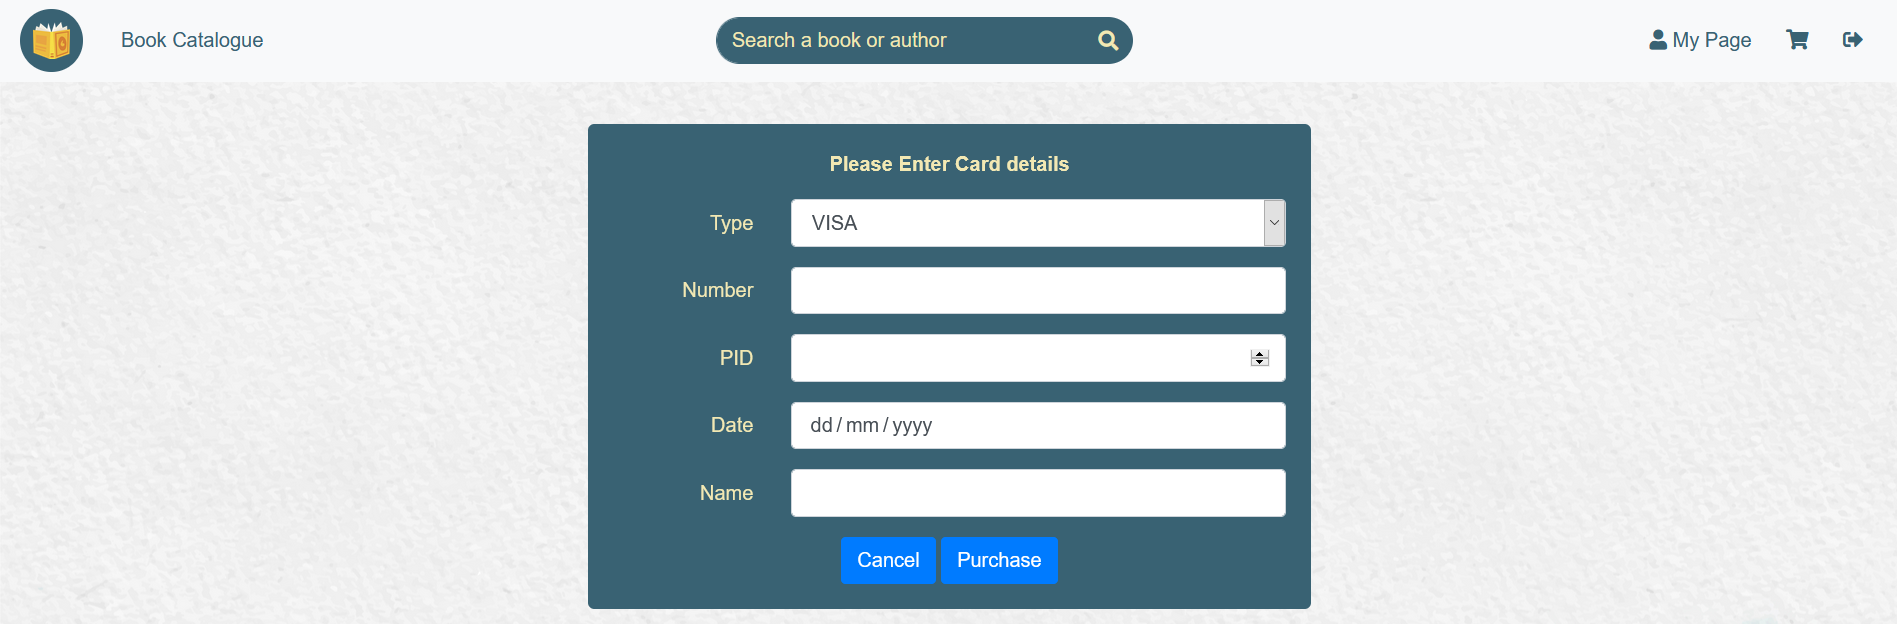 Book Catalogue
Search a book or author
My Page
Please Enter Card details
Type
VISA
Number
PID
Date
dd/mm/yyyy
Name
Cancel
Purchase